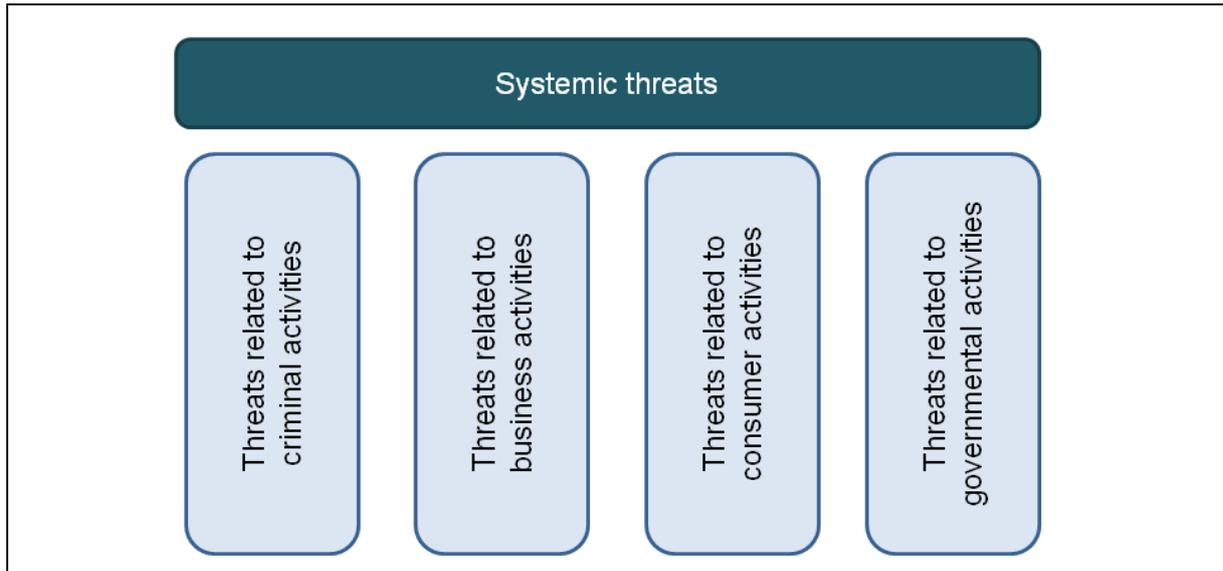 Systemic threats
Threats related to
criminal activities
Threats related to
business activities
Threats related to
consumer activities
Threats related to
governmental activities